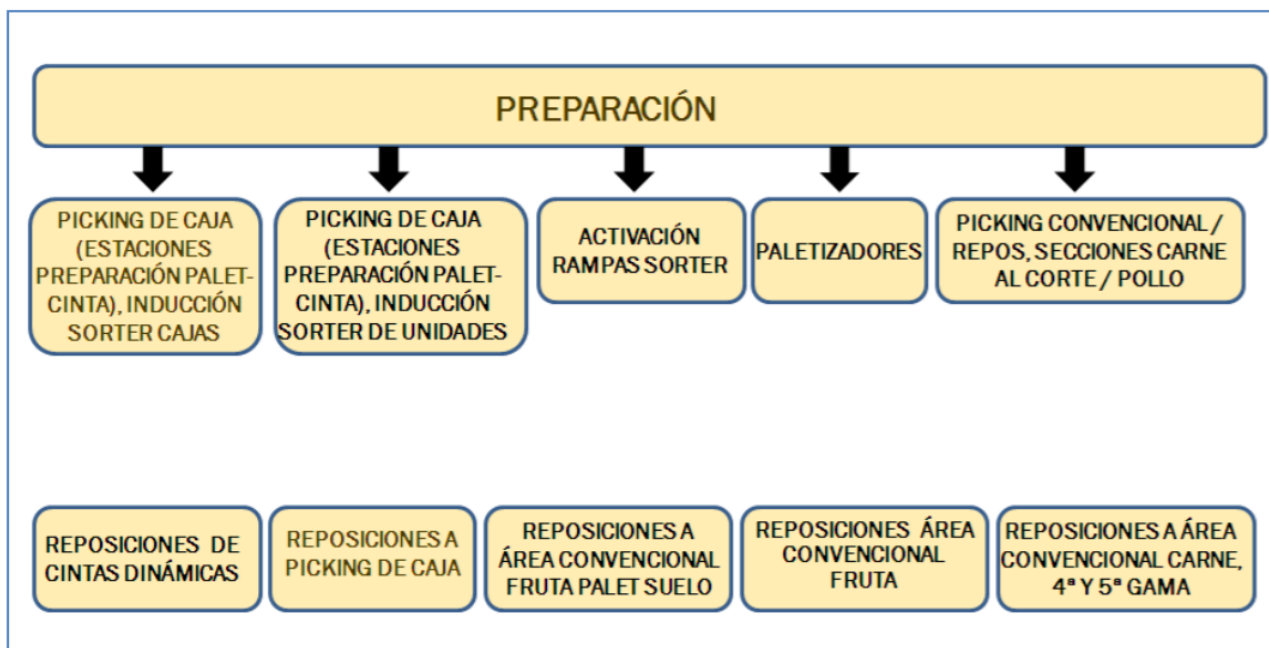 PREPARACIÓN
PICKING DE CAJA
(ESTACIONES
PREPARACIÓN PALET-
CINTA), INDUCCIÓN
SORTER CAJAS
PICKING DE CAJA
(ESTACIONES
PREPARACIÓN PALET-
CINTA), INDUCCIÓN
SORTER DE UNIDADES
ACTIVACIÓN
RAMPAS SORTER
PALETIZADORES
PICKING CONVENCIONAL /
REPOS, SECCIONES CARNE
AL CORTE / POLLO
REPOSICIONES DE
CINTAS DINÁMICAS
REPOSICIONES A
PICKING DE CAJA
REPOSICIONES A
ÁREA CONVENCIONAL
FRUTA PALET SUELO
REPOSICIONES ÁREA
CONVENCIONAL
FRUTA
REPOSICIONES A ÁREA
CONVENCIONAL CARNE,
4ª Y 5ª GAMA